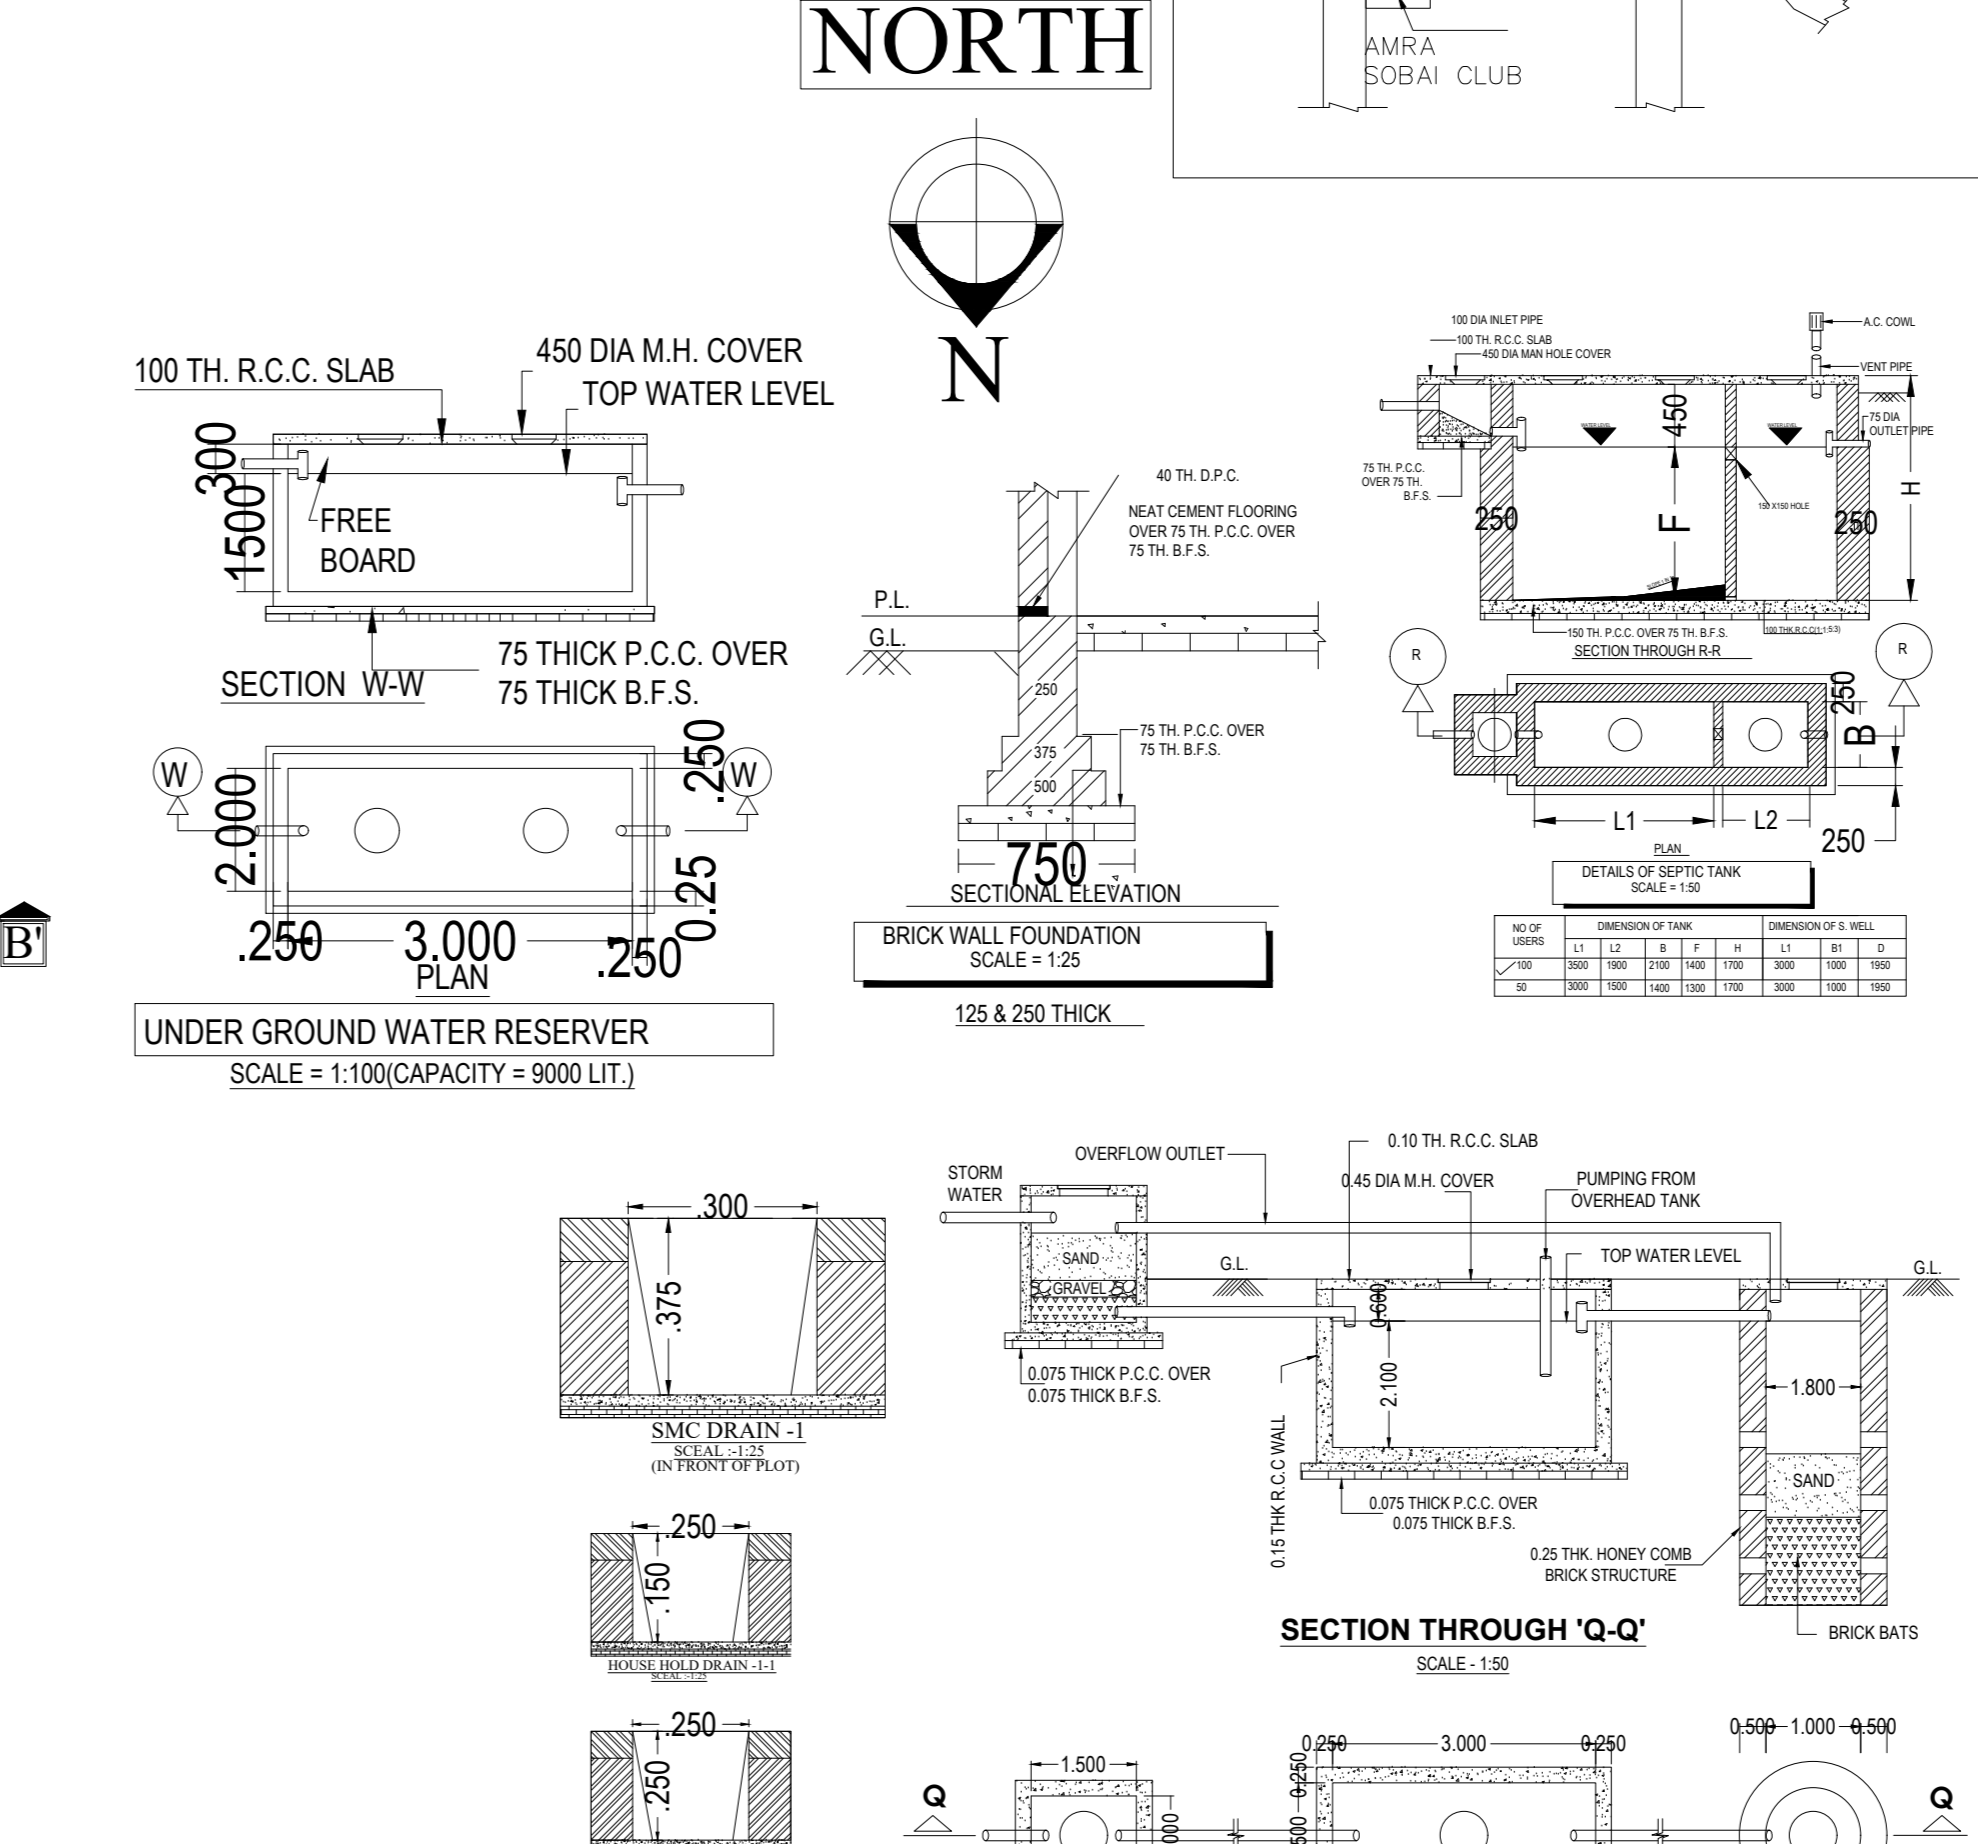 NORTH
AMRA
SOBAI CLUB
N
100 TH. R.C.C. SLAB
450 DIA M.H. COVER
TOP WATER LEVEL
300
1500
FREE
BOARD
75 THICK P.C.C. OVER
75 THICK B.F.S.
SECTION W-W
W
W
2.000
.250
0.25
.250
3.000
.250
PLAN
UNDER GROUND WATER RESERVER
SCALE = 1:100(CAPACITY = 9000 LIT.)
B'
40 TH. D.P.C.
NEAT CEMENT FLOORING
OVER 75 TH. P.C.C. OVER
75 TH. B.F.S.
P.L.
G.L.
250
375
500
75 TH. P.C.C. OVER
75 TH. B.F.S.
750
SECTIONAL ELEVATION
BRICK WALL FOUNDATION
SCALE = 1:25
125 & 250 THICK
100 DIA INLET PIPE
100 TH. R.C.C. SLAB
450 DIA MAN HOLE COVER
A.C. COWL
VENT PIPE
75 DIA
OUTLET PIPE
WATER LEVEL
WATER LEVEL
450
75 TH. P.C.C.
OVER 75 TH.
B.F.S.
250
F
150 X150 HOLE
250
H
150 TH. P.C.C. OVER 75 TH. B.F.S.
SECTION THROUGH R-R
R
R
250
B
L1
L2
250
PLAN
DETAILS OF SEPTIC TANK
SCALE = 1:50
NO OF USERS DIMENSION OF TANK DIMENSION OF S. WELL
L1 L2 B F H L1 B1 D
100 3500 1900 2100 1400 1700 3000 1000 1950
50 3000 1500 1400 1300 1700 3000 1000 1950
.300
.375
SMC DRAIN -1
SCEAL :-1:25
(IN FRONT OF PLOT)
.250
.150
HOUSE HOLD DRAIN -1-1
SCEAL :-1:25
.250
.250
STORM
WATER
OVERFLOW OUTLET
0.10 TH. R.C.C. SLAB
0.45 DIA M.H. COVER
PUMPING FROM
OVERHEAD TANK
TOP WATER LEVEL
SAND
GRAVEL
G.L.
G.L.
0.600
2.100
1.800
0.075 THICK P.C.C. OVER
0.075 THICK B.F.S.
0.15 THK R.C.C WALL
0.075 THICK P.C.C. OVER
0.075 THICK B.F.S.
SAND
0.25 THK. HONEY COMB
BRICK STRUCTURE
BRICK BATS
SECTION THROUGH 'Q-Q'
SCALE - 1:50
1.500
0.250
3.000
0.250
0.250
0.500
1.000
0.500
Q
Q